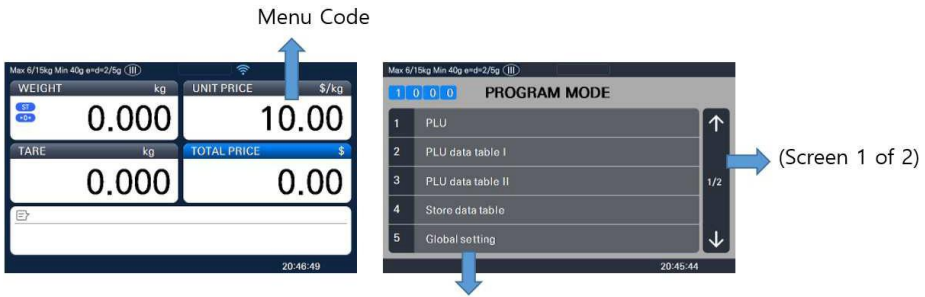 Menu Code
Max 6/15kg Min 40g e=d=2/5g III
WEIGHT kg
UNIT PRICE $/kg
ST
+0+
0.000
10.00
TARE kg
TOTAL PRICE $
0.000
0.00
20:46:49
Max 6/15kg Min 40g e=d=2/5g III
1 0 0 0 PROGRAM MODE
1 PLU
2 PLU data table I
3 PLU data table II
4 Store data table
5 Global setting
1/2
20:45:44
(Screen 1 of 2)